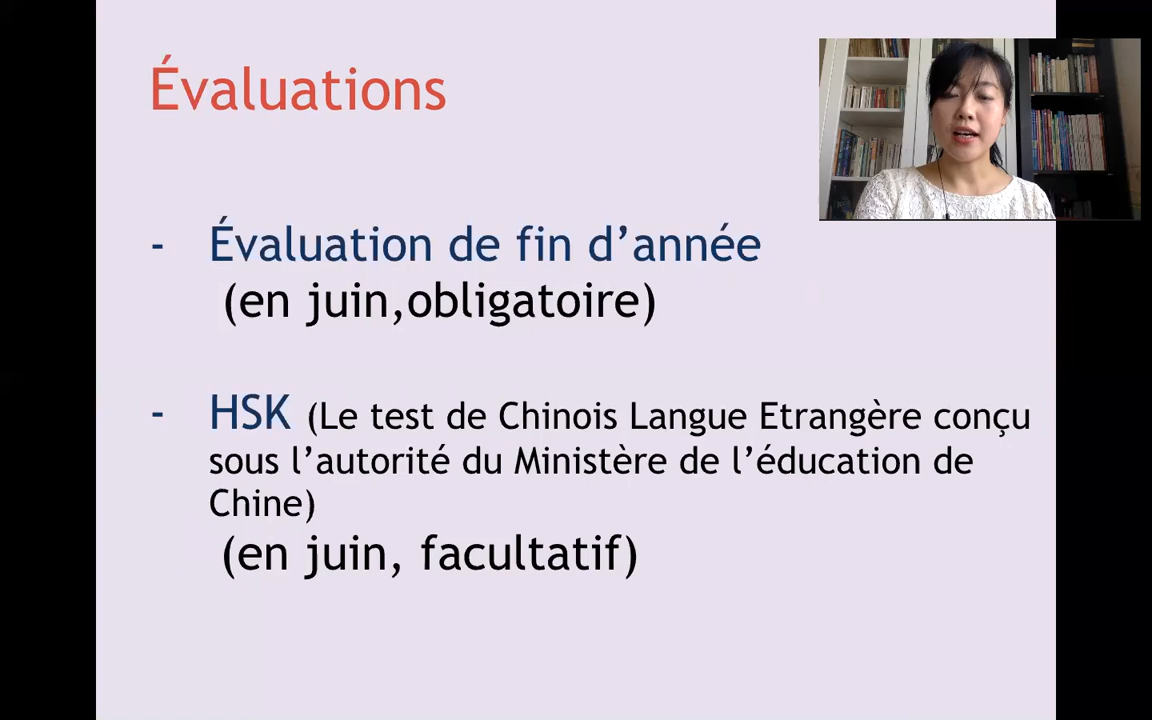 Évaluations
- Évaluation de fin d’année
(en juin,obligatoire)
- HSK (Le test de Chinois Langue Etrangère conçu
sous l’autorité du Ministère de l’éducation de
Chine)
(en juin, facultatif)